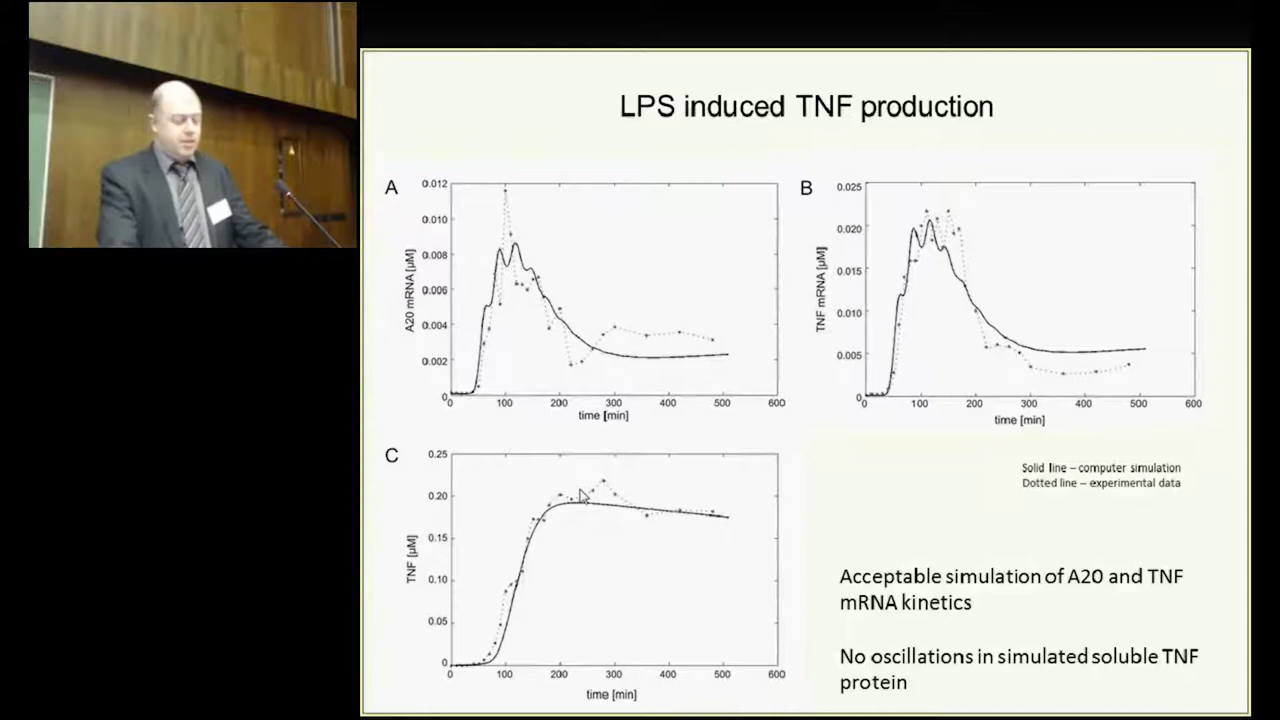 LPS induced TNF production
A
0.012
0.010
0.008
0.006
0.004
0.002
0
A20 mRNA [µM]
0 100 200 300 400 500 600
time [min]
B
0.025
0.020
0.015
0.010
0.005
0
TNF mRNA [µM]
0 100 200 300 400 500 600
time [min]
C
0.25
0.20
0.15
0.10
0.05
0
TNF [µM]
0 100 200 300 400 500 600
time [min]
Solid line – computer simulation
Dotted line – experimental data
Acceptable simulation of A20 and TNF
mRNA kinetics
No oscillations in simulated soluble TNF
protein